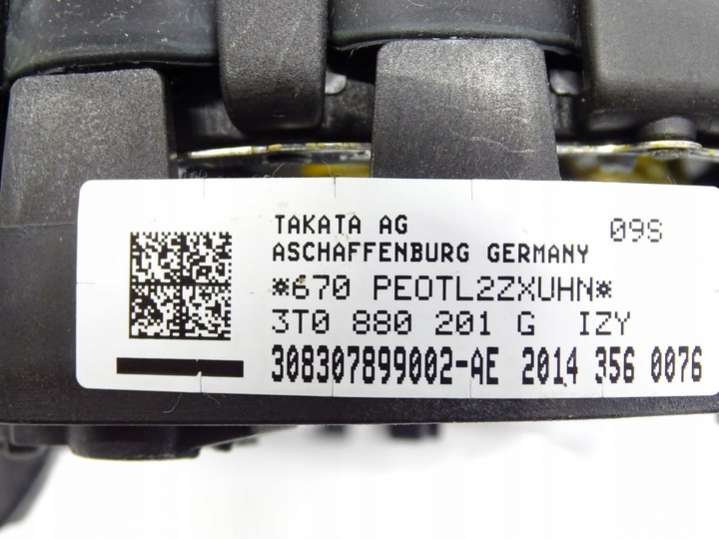 TAKATA AG 09S
ASCHAFFENBURG GERMANY
*670 PEOTL2ZXUHN*
3T0 880 201 G IZY
308307899002-AE 2014 356 0076